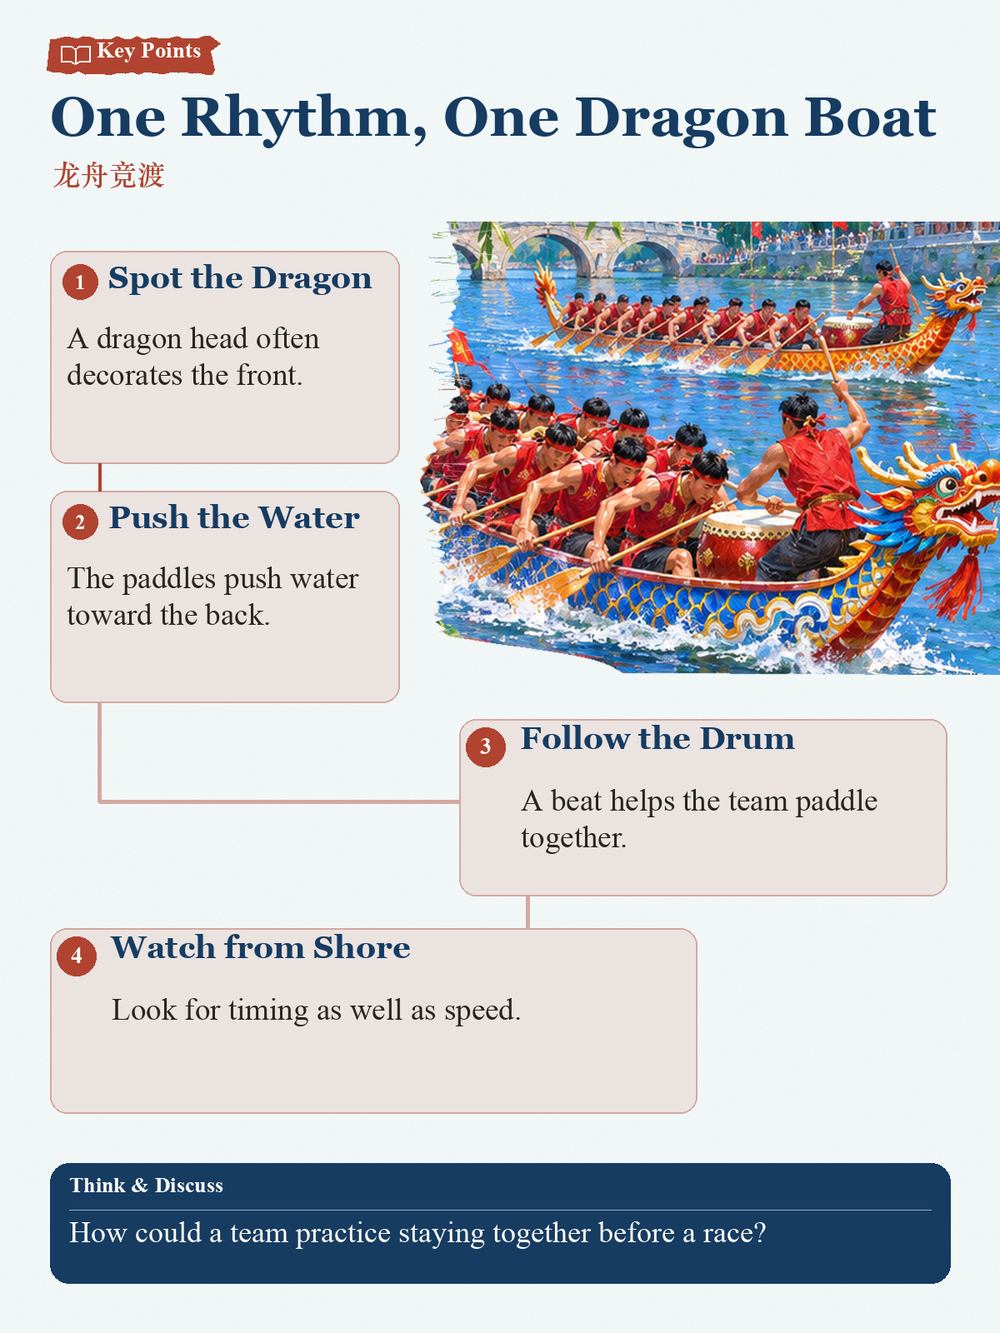 Key Points
One Rhythm, One Dragon Boat
龙舟竞渡
1 Spot the Dragon
A dragon head often
decorates the front.
2 Push the Water
The paddles push water
toward the back.
3 Follow the Drum
A beat helps the team paddle
together.
4 Watch from Shore
Look for timing as well as speed.
Think & Discuss
How could a team practice staying together before a race?